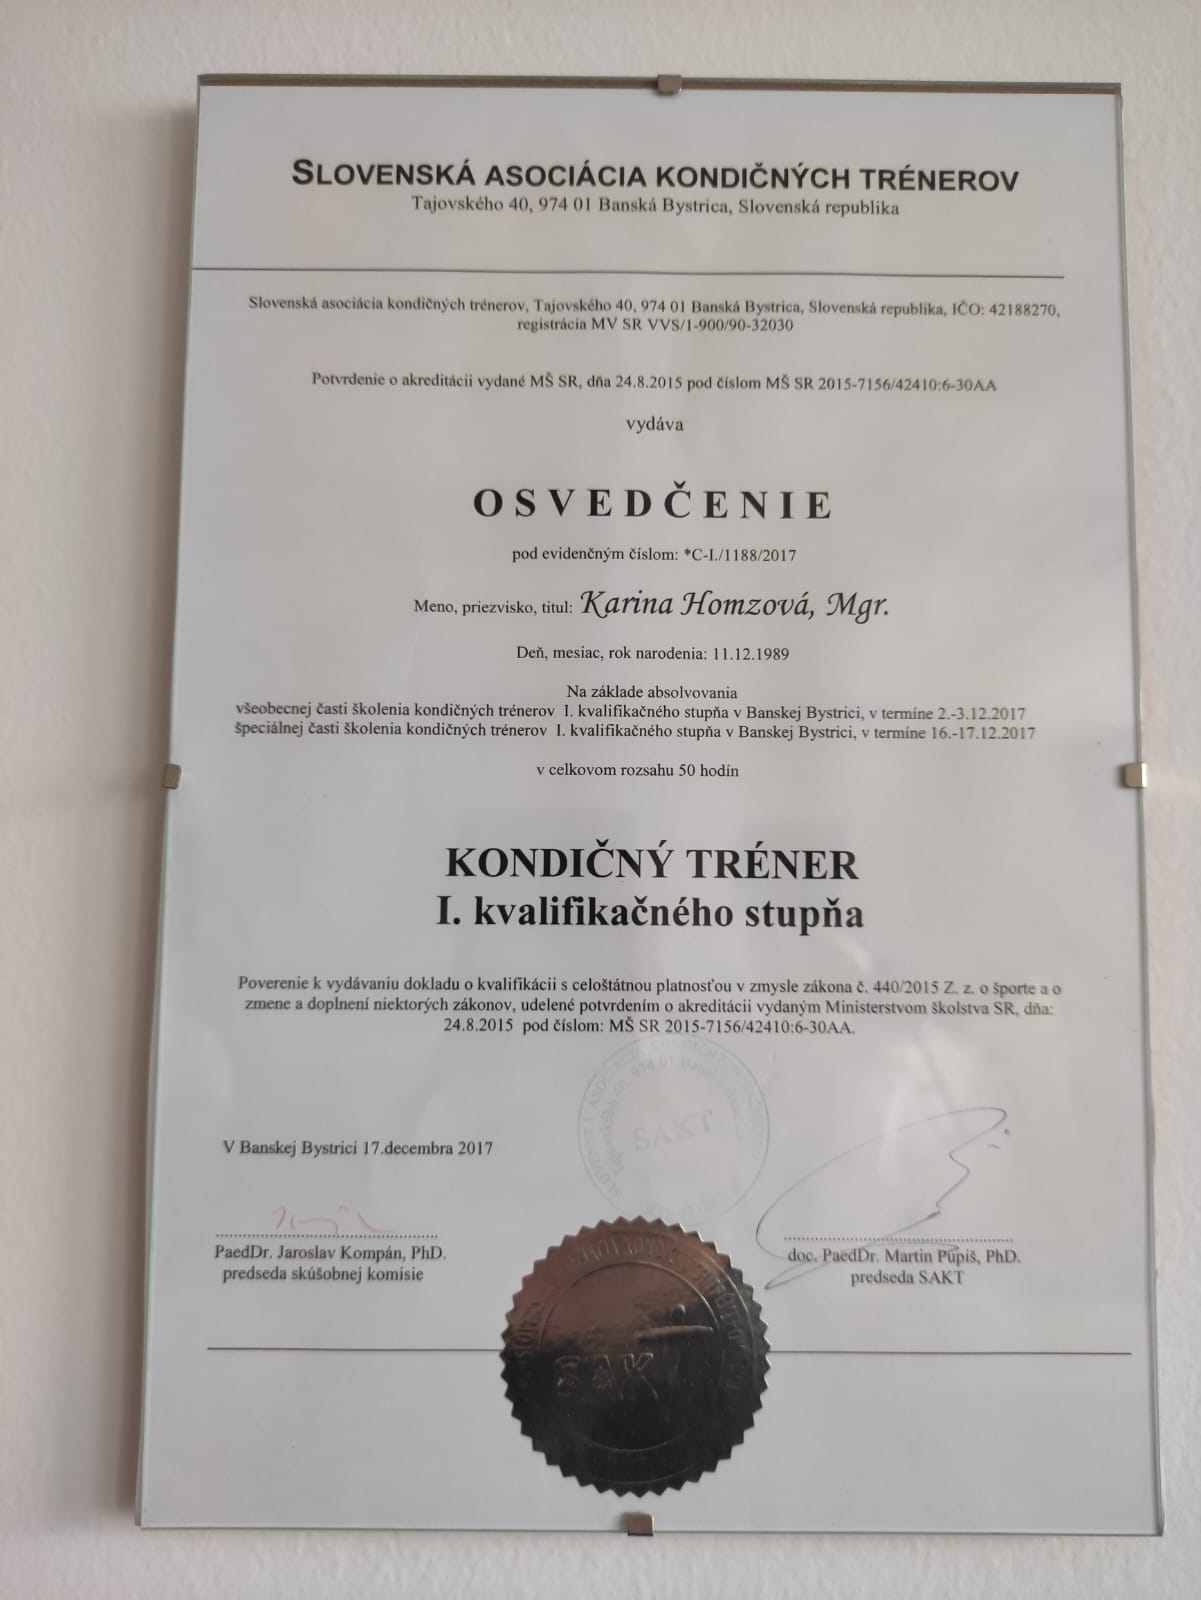 SLOVENSKÁ ASOCIÁCIA KONDIČNÝCH TRÉNEROV
Tajovského 40, 974 01 Banská Bystrica, Slovenská republika
Slovenská asociácia kondičných trénerov, Tajovského 40, 974 01 Banská Bystrica, Slovenská republika, IČO: 42188270,
registrácia MV SR VVS/1-900/90-32030
Potvrdenie o akreditácii vydané MŠ SR, dňa 24.8.2015 pod číslom MŠ SR 2015-7156/42410:6-30AA
vydáva
OSVEDČENIE
pod evidenčným číslom: *C-I./1188/2017
Meno, priezvisko, titul: Karina Homzová, Mgr.
Deň, mesiac, rok narodenia: 11.12.1989
Na základe absolvovania
všeobecnej časti školenia kondičných trénerov I. kvalifikačného stupňa v Banskej Bystrici, v termíne 2.-3.12.2017
špeciálnej časti školenia kondičných trénerov I. kvalifikačného stupňa v Banskej Bystrici, v termíne 16.-17.12.2017
v celkovom rozsahu 50 hodín
KONDIČNÝ TRÉNER
I. kvalifikačného stupňa
Poverenie k vydávaniu dokladu o kvalifikácii s celoštátnou platnosťou v zmysle zákona č. 440/2015 Z. z. o športe a o
zmene a doplnení niektorých zákonov, udelené potvrdením o akreditácii vydaným Ministerstvom školstva SR, dňa:
24.8.2015 pod číslom: MŠ SR 2015-7156/42410:6-30AA.
SAKT
V Banskej Bystrici 17.decembra 2017
PaedDr. Jaroslav Kompán, PhD.
predseda skúšobnej komisie
doc. PaedDr. Martin Pupiš, PhD.
predseda SAKT
SAK